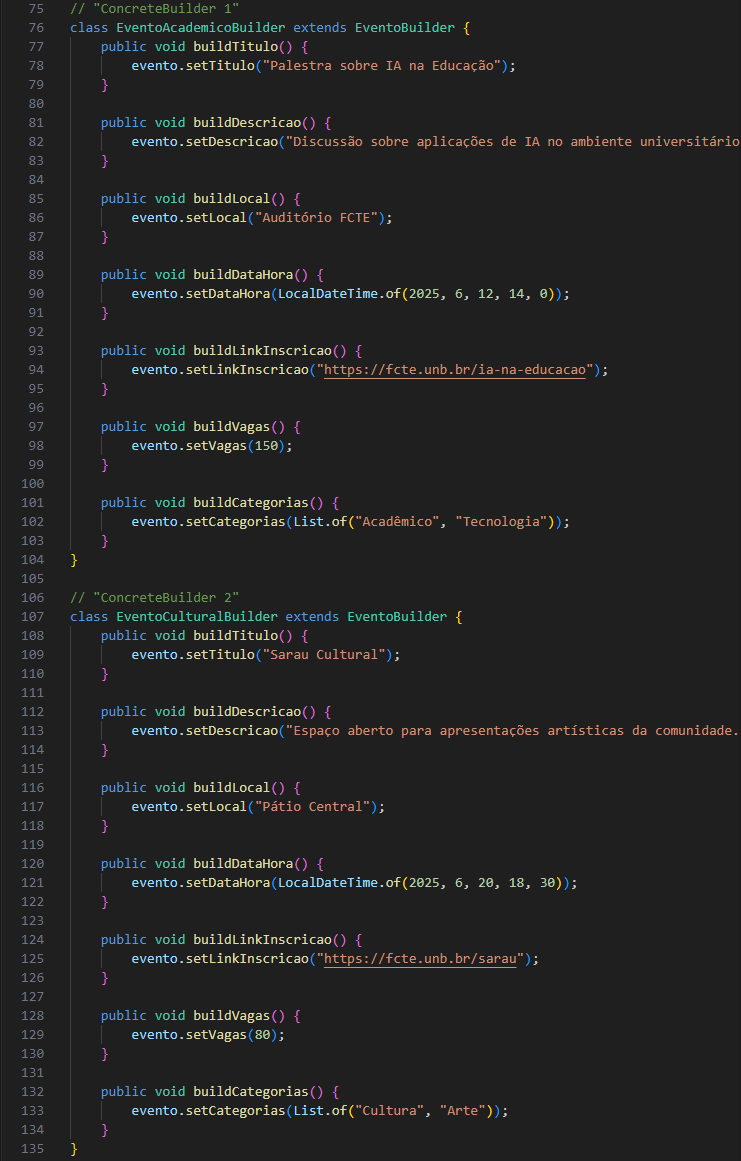 75 // "ConcreteBuilder 1"
76 class EventoAcademicoBuilder extends EventoBuilder {
77     public void buildTitulo() {
78         evento.setTitulo("Palestra sobre IA na Educação");
79     }
80
81     public void buildDescricao() {
82         evento.setDescricao("Discussão sobre aplicações de IA no ambiente universitário
83     }
84
85     public void buildLocal() {
86         evento.setLocal("Auditório FCTE");
87     }
88
89     public void buildDataHora() {
90         evento.setDataHora(LocalDateTime.of(2025, 6, 12, 14, 0));
91     }
92
93     public void buildLinkInscricao() {
94         evento.setLinkInscricao("https://fcte.unb.br/ia-na-educacao");
95     }
96
97     public void buildVagas() {
98         evento.setVagas(150);
99     }
100
101     public void buildCategorias() {
102         evento.setCategorias(List.of("Acadêmico", "Tecnologia"));
103     }
104 }
105
106 // "ConcreteBuilder 2"
107 class EventoCulturalBuilder extends EventoBuilder {
108     public void buildTitulo() {
109         evento.setTitulo("Sarau Cultural");
110     }
111
112     public void buildDescricao() {
113         evento.setDescricao("Espaço aberto para apresentações artísticas da comunidade.
114     }
115
116     public void buildLocal() {
117         evento.setLocal("Pátio Central");
118     }
119
120     public void buildDataHora() {
121         evento.setDataHora(LocalDateTime.of(2025, 6, 20, 18, 30));
122     }
123
124     public void buildLinkInscricao() {
125         evento.setLinkInscricao("https://fcte.unb.br/sarau");
126     }
127
128     public void buildVagas() {
129         evento.setVagas(80);
130     }
131
132     public void buildCategorias() {
133         evento.setCategorias(List.of("Cultura", "Arte"));
134     }
135 }